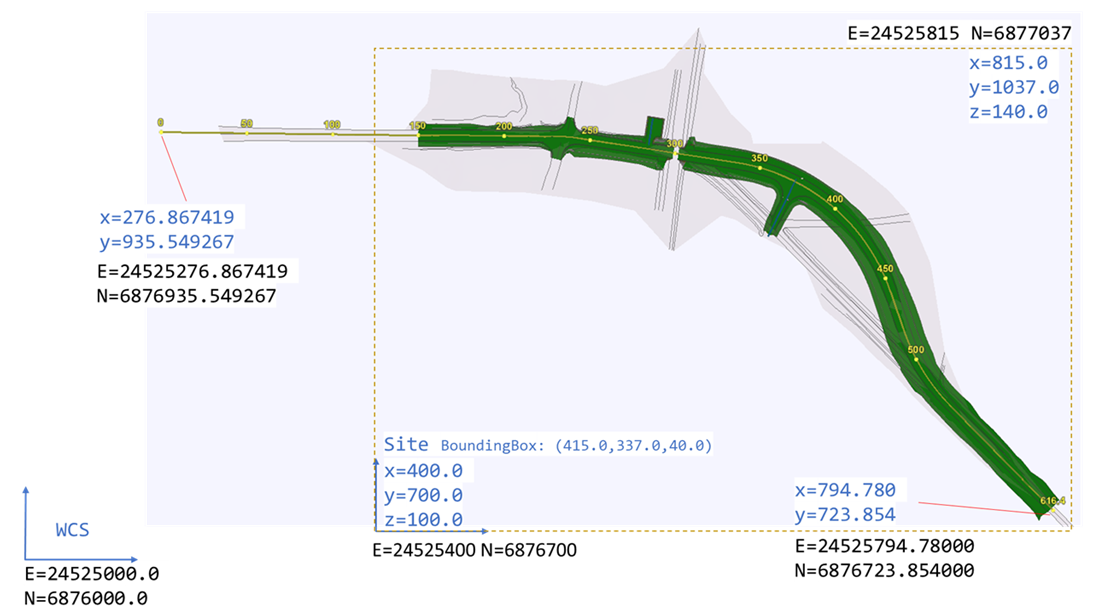 E=24525815 N=6877037
x=815.0
y=1037.0
z=140.0
0
50
100
150
200
250
300
350
400
450
500
616.4
x=276.867419
y=935.549267
E=24525276.867419
N=6876935.549267
Site BoundingBox: (415.0,337.0,40.0)
x=400.0
y=700.0
z=100.0
E=24525400 N=6876700
x=794.780
y=723.854
E=24525794.78000
N=6876723.854000
WCS
E=24525000.0
N=6876000.0